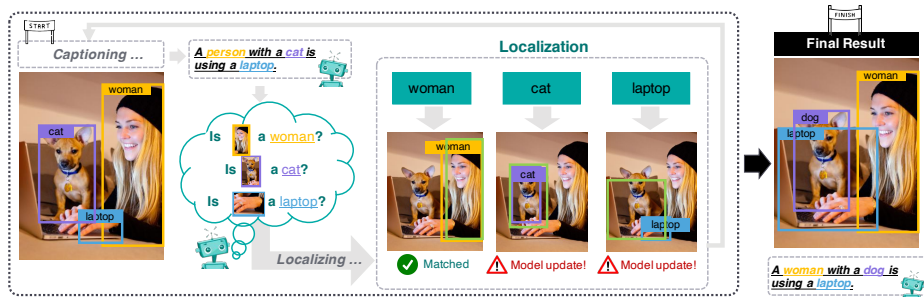 START
Captioning ...
A person with a cat is
using a laptop.
woman
cat
laptop
Is a woman?
Is a cat?
Is a laptop?
Localizing ...
Localization
woman
cat
laptop
woman
cat
laptop
Matched
Model update!
Model update!
FINISH
Final Result
woman
dog
laptop
A woman with a dog is
using a laptop.